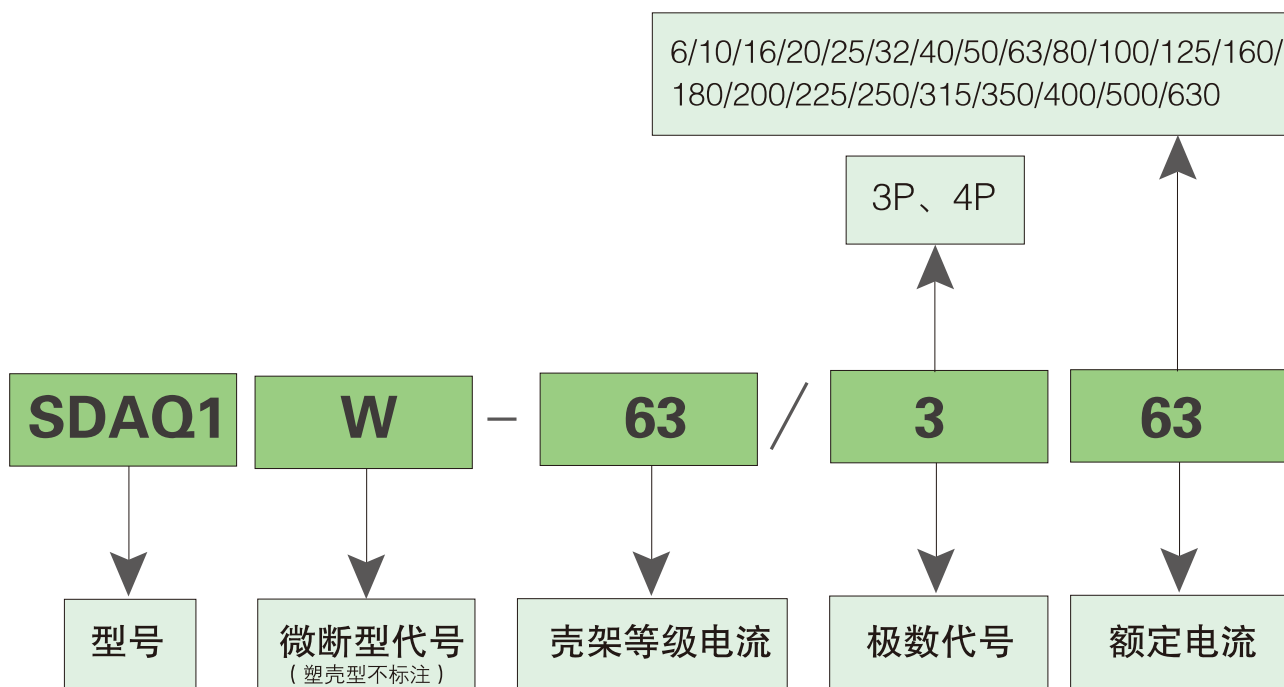 6/10/16/20/25/32/40/50/63/80/100/125/160/
180/200/225/250/315/350/400/500/630
3P、4P
SDAQ1 W - 63 / 3 63
型号
微断型代号
(塑壳型不标注)
壳架等级电流
极数代号
额定电流